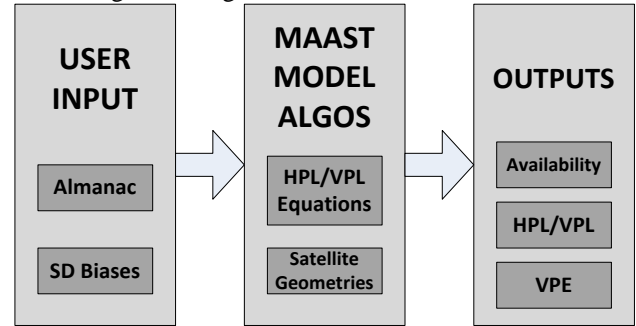 USER
INPUT
Almanac
SD Biases
MAAST
MODEL
ALGOS
HPL/VPL
Equations
Satellite
Geometries
OUTPUTS
Availability
HPL/VPL
VPE